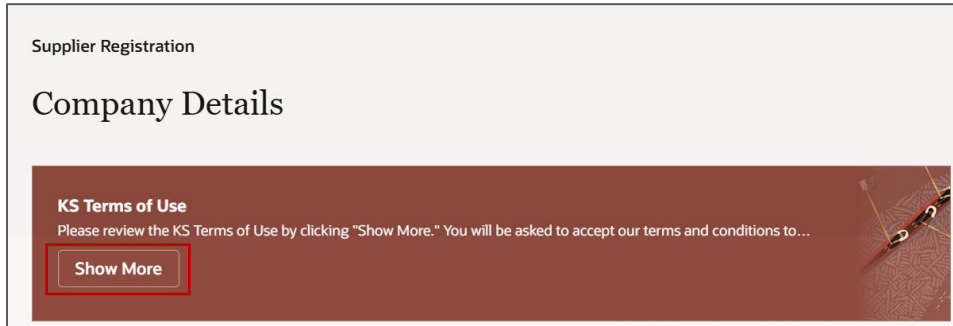 Supplier Registration
Company Details
KS Terms of Use
Please review the KS Terms of Use by clicking "Show More." You will be asked to accept our terms and conditions to...
Show More